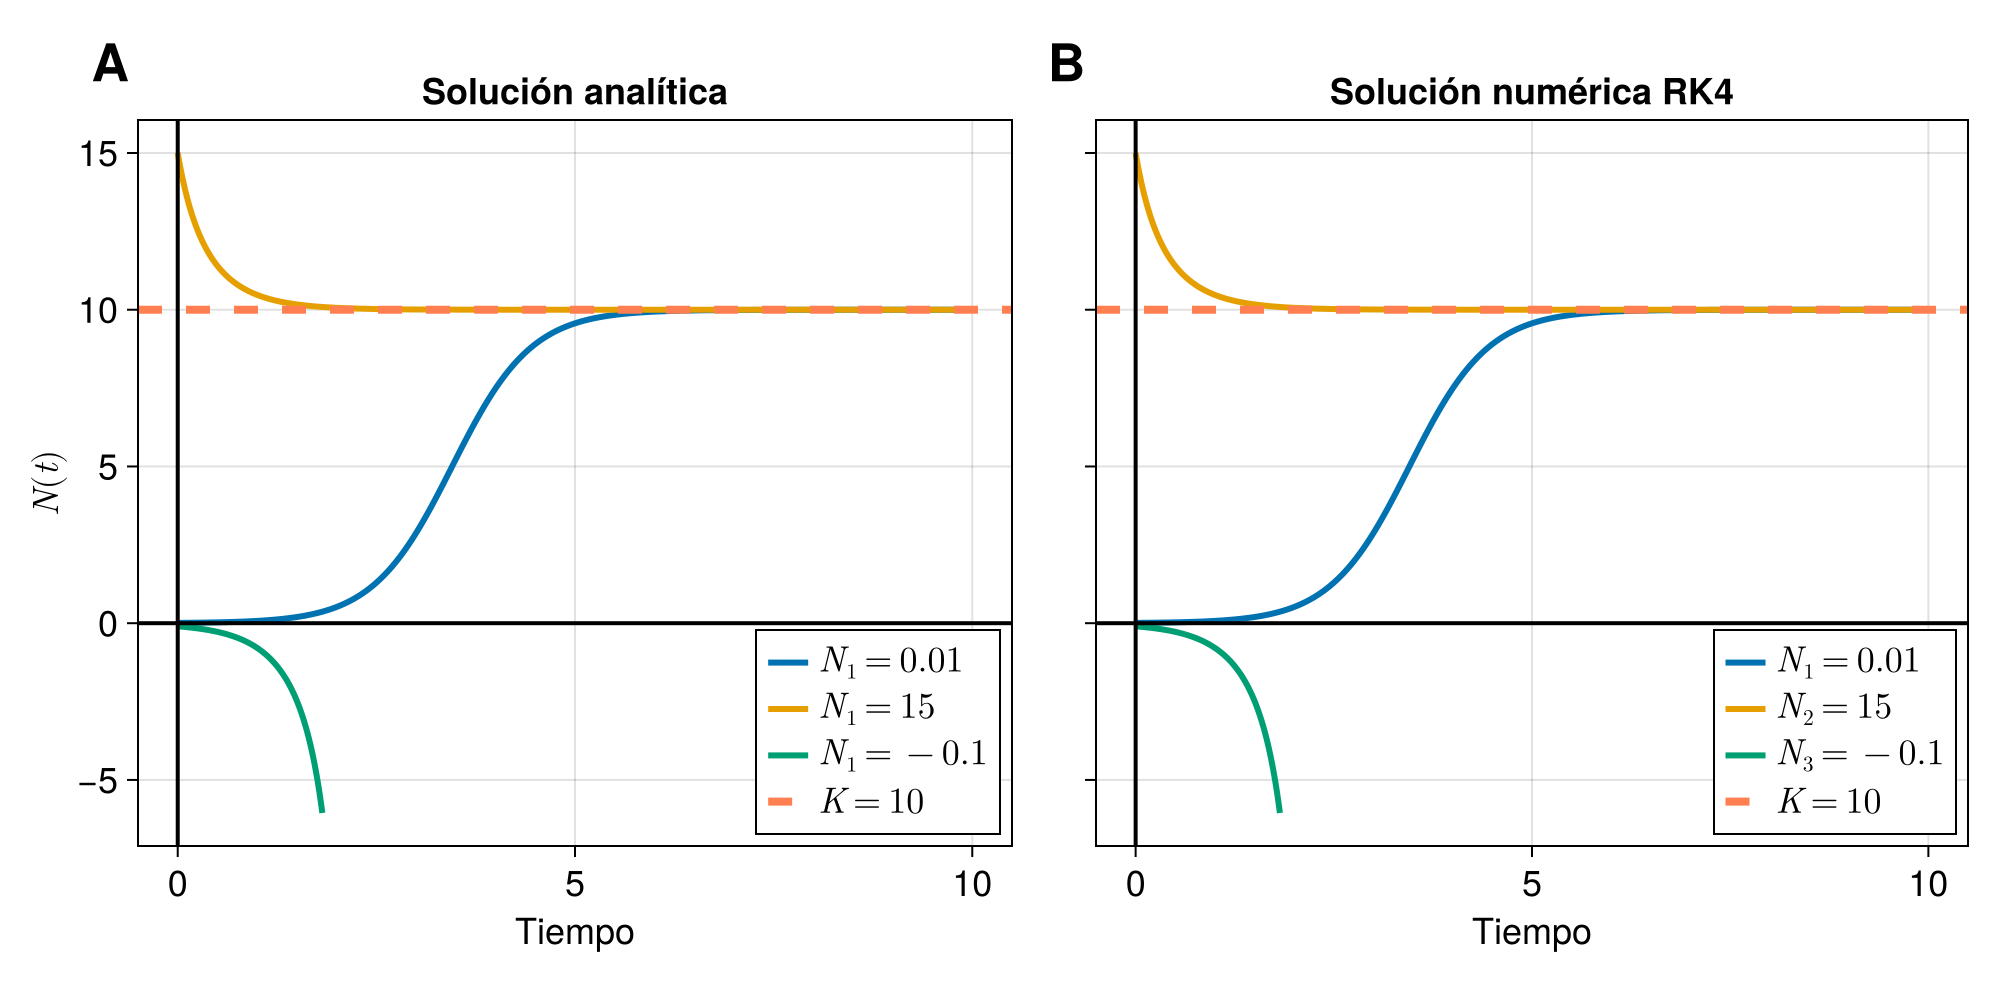 A
Solución analítica
N(t)
15
10
5
0
−5
0
5
10
Tiempo
N₁ = 0.01
N₁ = 15
N₁ = −0.1
K = 10
B
Solución numérica RK4
0
5
10
Tiempo
N₁ = 0.01
N₂ = 15
N₃ = −0.1
K = 10